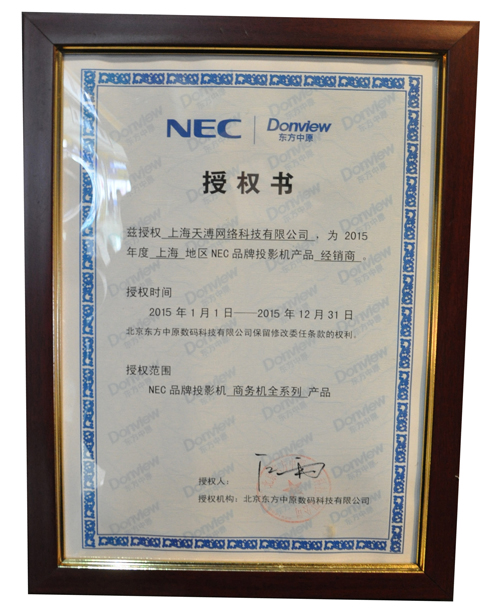 NEC Donview
东方中原
授权书
兹授权 上海天溥网络科技有限公司 ，为 2015
年度 上海 地区 NEC 品牌投影机产品 经销商 。
授权时间
2015 年 1 月 1 日——2015 年 12 月 31 日
北京东方中原数码科技有限公司保留修改委任条款的权利。
授权范围
NEC 品牌投影机 商务机全系列 产品
授权人：
授权机构：北京东方中原数码科技有限公司